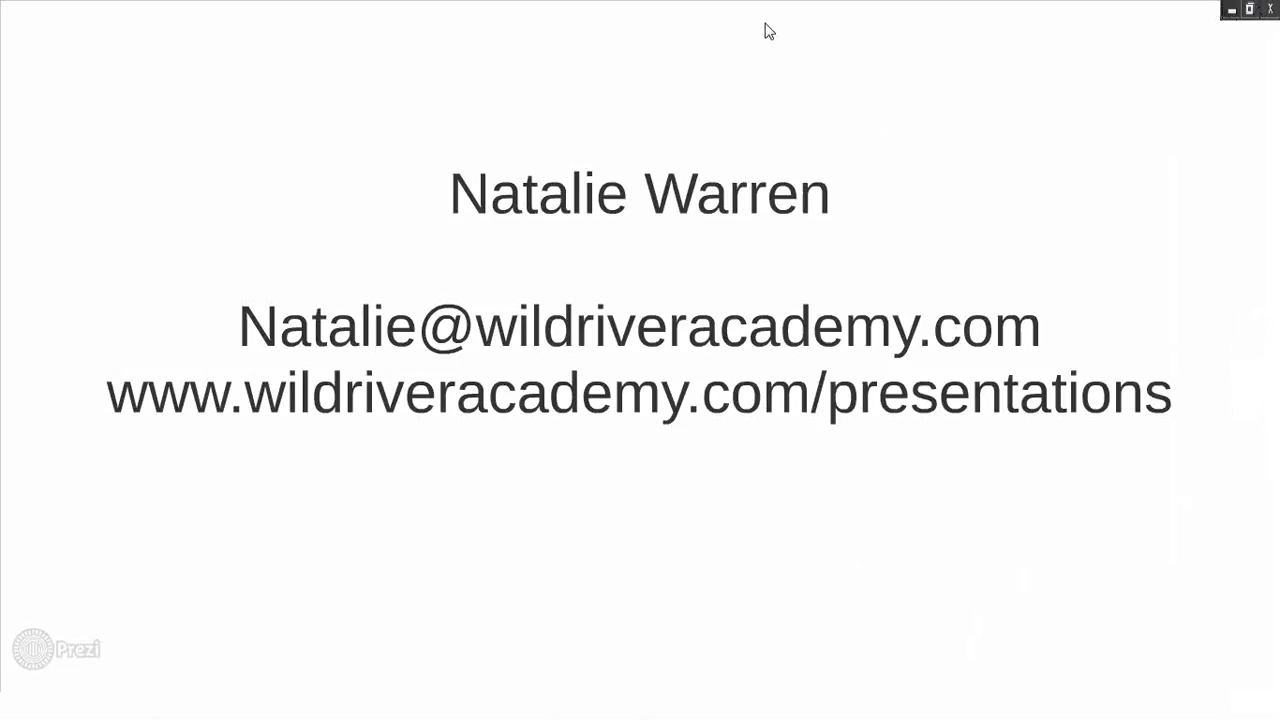 Natalie Warren
Natalie@wildriveracademy.com
www.wildriveracademy.com/presentations
Prezi